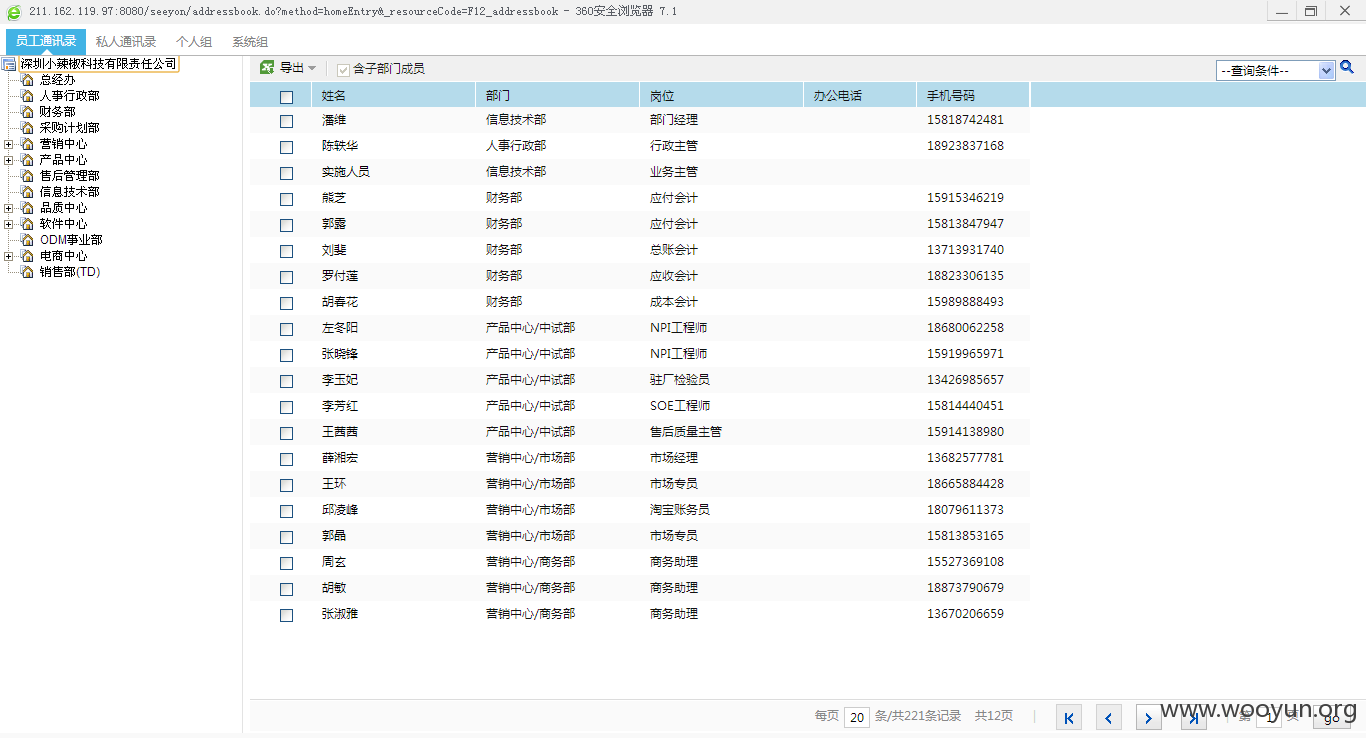 211.162.119.97:8080/seeyon/addressbook.do?method=homeEntry&_resourceCode=F12_addressbook - 360安全浏览器 7.1
员工通讯录 私人通讯录 个人组 系统组
深圳小辣椒科技有限责任公司
总经办
人事行政部
财务部
采购计划部
营销中心
产品中心
售后管理部
信息技术部
品质中心
软件中心
ODM事业部
电商中心
销售部(TD)
导出 含子部门成员 --查询条件--
姓名 部门 岗位 办公电话 手机号码
潘维 信息技术部 部门经理 15818742481
陈轶华 人事行政部 行政主管 18923837168
实施人员 信息技术部 业务主管
熊芝 财务部 应付会计 15915346219
郭露 财务部 应付会计 15813847947
刘斐 财务部 总账会计 13713931740
罗付莲 财务部 应收会计 18823306135
胡春花 财务部 成本会计 15989888493
左冬阳 产品中心/中试部 NPI工程师 18680062258
张晓锋 产品中心/中试部 NPI工程师 15919965971
李玉妃 产品中心/中试部 驻厂检验员 13426985657
李芳红 产品中心/中试部 SOE工程师 15814440451
王茜茜 产品中心/中试部 售后质量主管 15914138980
薛湘宏 营销中心/市场部 市场经理 13682577781
王环 营销中心/市场部 市场专员 18665884428
邱凌峰 营销中心/市场部 淘宝账务员 18079611373
郭晶 营销中心/市场部 市场专员 15813853165
周玄 营销中心/商务部 商务助理 15527369108
胡敏 营销中心/商务部 商务助理 18873790679
张淑雅 营销中心/商务部 商务助理 13670206659
每页 20 条/共221条记录 共12页 第 1 页 go
www.wooyun.org